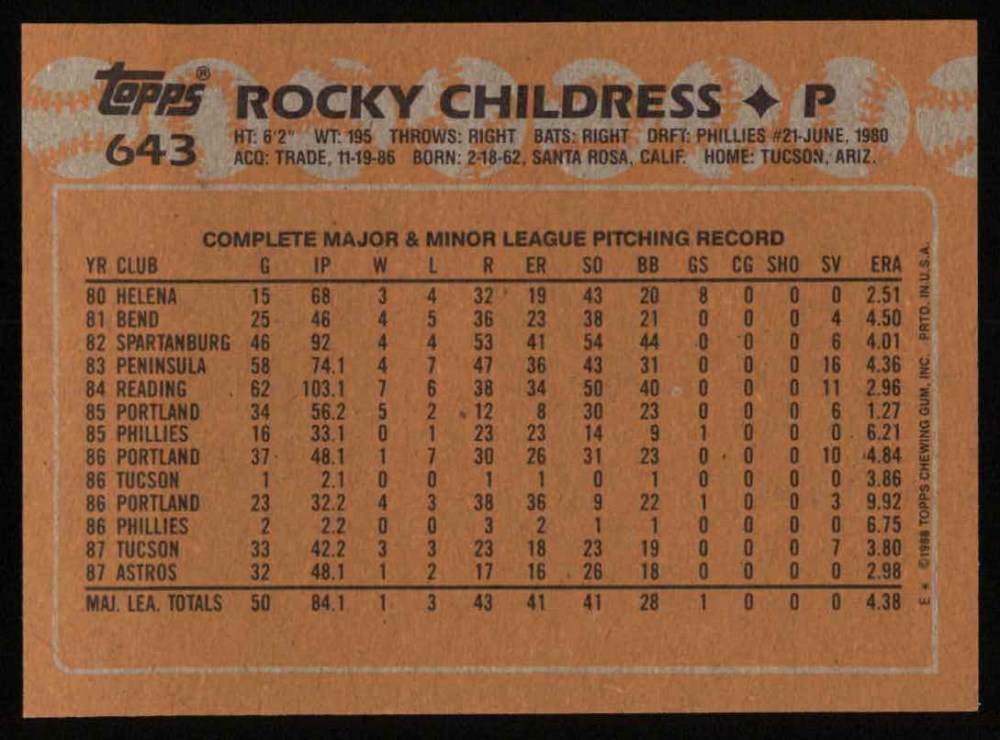 topps® ROCKY CHILDRESS ✦ P
643 HT: 6'2" WT: 195 THROWS: RIGHT BATS: RIGHT DRFT: PHILLIES #21-JUNE, 1980
ACQ: TRADE, 11-19-86 BORN: 2-18-62, SANTA ROSA, CALIF. HOME: TUCSON, ARIZ.
COMPLETE MAJOR & MINOR LEAGUE PITCHING RECORD
YR CLUB G IP W L R ER SO BB GS CG SHO SV ERA
80 HELENA 15 68 3 4 32 19 43 20 8 0 0 0 2.51
81 BEND 25 46 4 5 36 23 38 21 0 0 0 4 4.50
82 SPARTANBURG 46 92 4 4 53 41 54 44 0 0 0 6 4.01
83 PENINSULA 58 74.1 4 7 47 36 43 31 0 0 0 16 4.36
84 READING 62 103.1 7 6 38 34 50 40 0 0 0 11 2.96
85 PORTLAND 34 56.2 5 2 12 8 30 23 0 0 0 6 1.27
85 PHILLIES 16 33.1 0 1 23 23 14 9 1 0 0 0 6.21
86 PORTLAND 37 48.1 1 7 30 26 31 23 0 0 0 10 4.84
86 TUCSON 1 2.1 0 0 1 1 0 1 0 0 0 0 3.86
86 PORTLAND 23 32.2 4 3 38 36 9 22 1 0 0 3 9.92
86 PHILLIES 2 2.2 0 0 3 2 1 1 0 0 0 0 6.75
87 TUCSON 33 42.2 3 3 23 18 23 19 0 0 0 7 3.80
87 ASTROS 32 48.1 1 2 17 16 26 18 0 0 0 0 2.98
MAJ. LEA. TOTALS 50 84.1 1 3 43 41 41 28 1 0 0 0 4.38
E * ©1988 TOPPS CHEWING GUM, INC. PRTD. IN U.S.A.